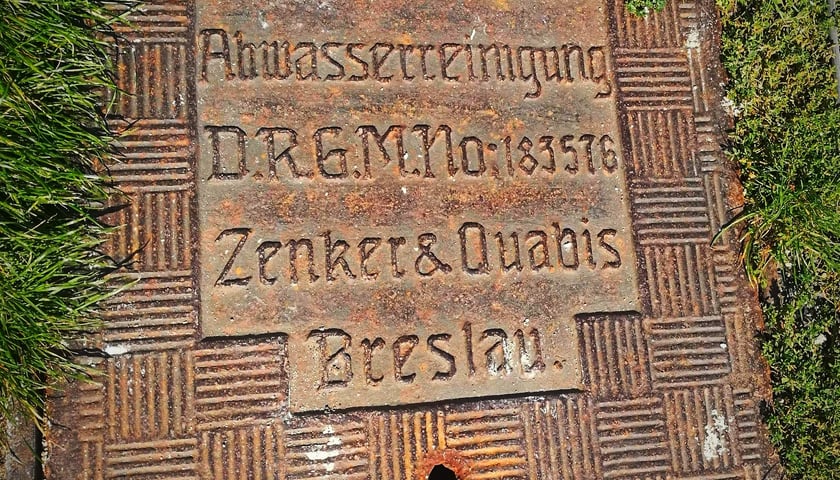 Abwasserreinigung
D.R.G.M. No: 183576
Zenker & Quabis
Breslau.